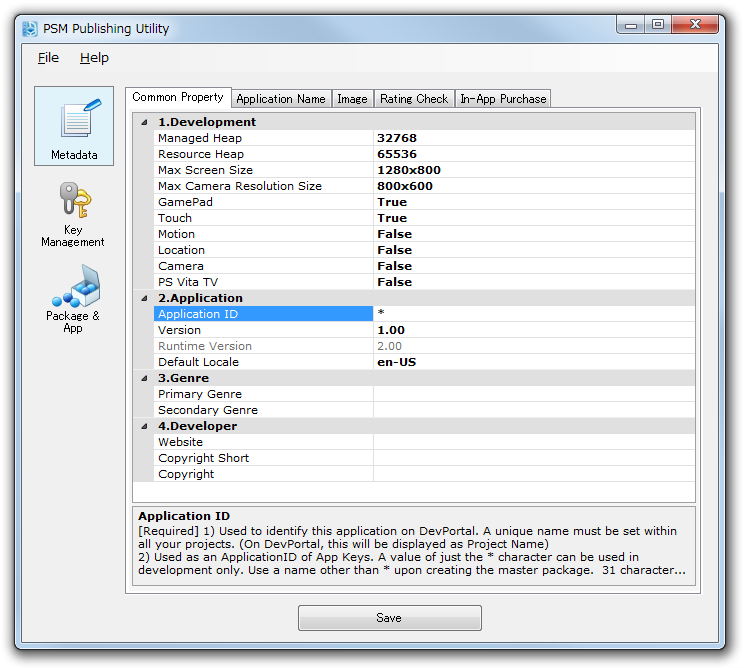 PSM Publishing Utility
File Help
Metadata
Key
Management
Package &
App
Common Property Application Name Image Rating Check In-App Purchase
1.Development
Managed Heap 32768
Resource Heap 65536
Max Screen Size 1280x800
Max Camera Resolution Size 800x600
GamePad True
Touch True
Motion False
Location False
Camera False
PS Vita TV False
2.Application
Application ID *
Version 1.00
Runtime Version 2.00
Default Locale en-US
3.Genre
Primary Genre
Secondary Genre
4.Developer
Website
Copyright Short
Copyright
Application ID
[Required] 1) Used to identify this application on DevPortal. A unique name must be set within
all your projects. (On DevPortal, this will be displayed as Project Name)
2) Used as an ApplicationID of App Keys. A value of just the * character can be used in
development only. Use a name other than * upon creating the master package.  31 character...
Save